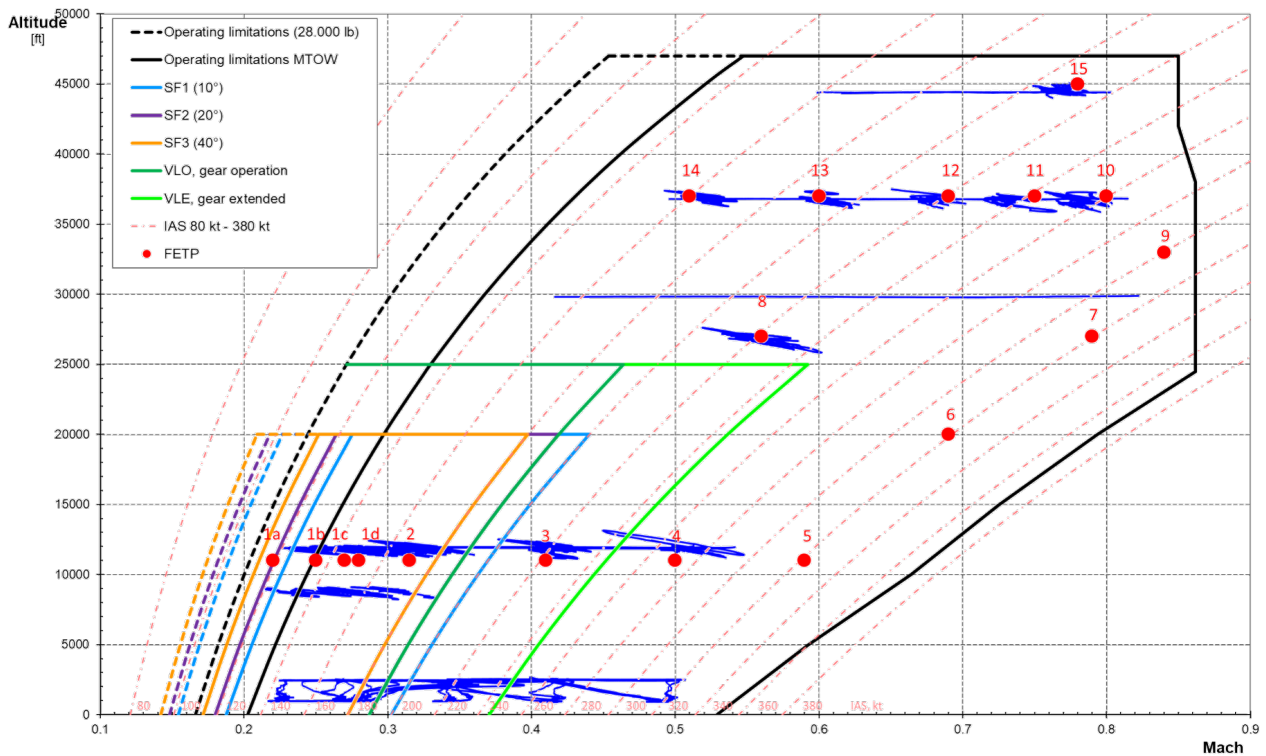 Altitude
[ft]
50000
45000
40000
35000
30000
25000
20000
15000
10000
5000
0
Operating limitations (28.000 lb)
Operating limitations MTOW
SF1 (10°)
SF2 (20°)
SF3 (40°)
VLO, gear operation
VLE, gear extended
IAS 80 kt - 380 kt
FETP
15
14
13
12
11
10
9
8
7
6
1a
1b
1c
1d
2
3
4
5
80
100
120
140
160
180
200
220
240
260
280
300
320
340
360
380
IAS, kt
0.1
0.2
0.3
0.4
0.5
0.6
0.7
0.8
0.9
Mach